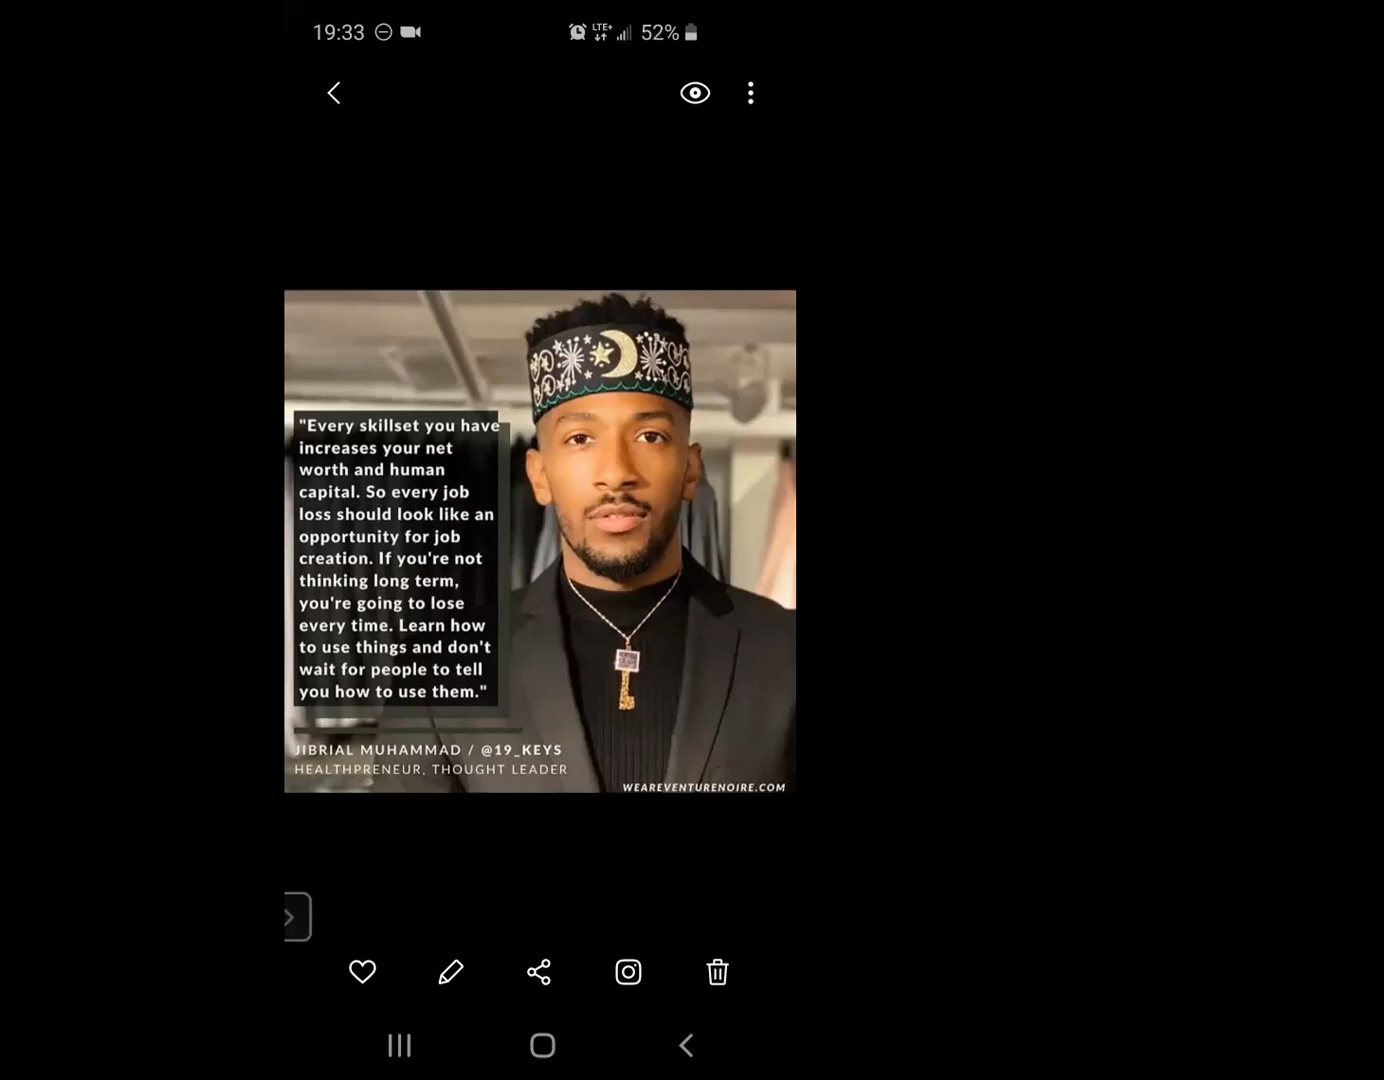 19:33
LTE+
52%
"Every skillset you have
increases your net
worth and human
capital. So every job
loss should look like an
opportunity for job
creation. If you're not
thinking long term,
you're going to lose
every time. Learn how
to use things and don't
wait for people to tell
you how to use them."
JIBRIAL MUHAMMAD / @19_KEYS
HEALTHPRENEUR, THOUGHT LEADER
WEAREVENTURENOIRE.COM